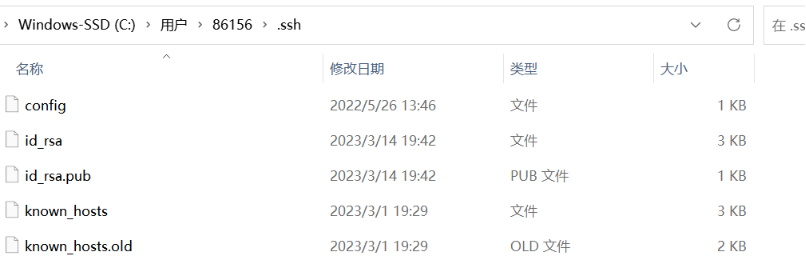 › Windows-SSD (C:) › 用户 › 86156 › .ssh 在 .ss
名称 修改日期 类型 大小
config 2022/5/26 13:46 文件 1 KB
id_rsa 2023/3/14 19:42 文件 3 KB
id_rsa.pub 2023/3/14 19:42 PUB 文件 1 KB
known_hosts 2023/3/1 19:29 文件 3 KB
known_hosts.old 2023/3/1 19:29 OLD 文件 2 KB